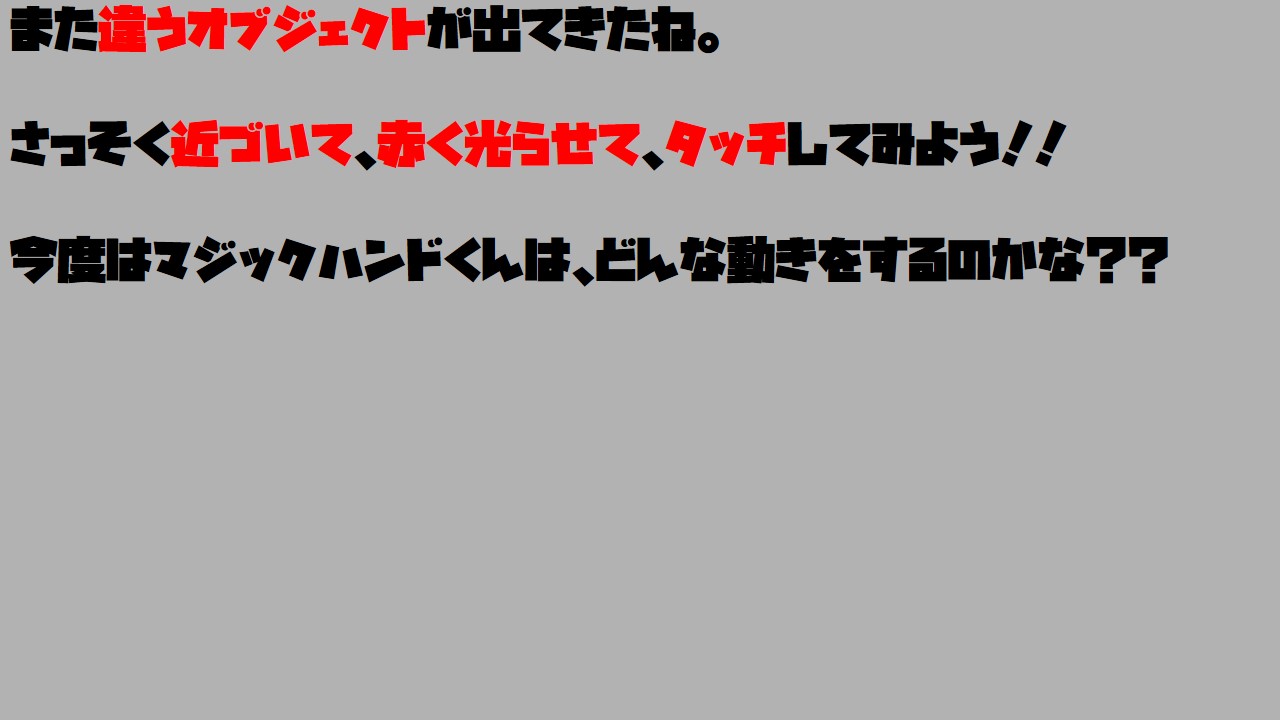 また違うオブジェクトが出てきたね。
さっそく近づいて、赤く光らせて、タッチしてみよう!!
今度はマジックハンドくんは、どんな動きをするのかな??